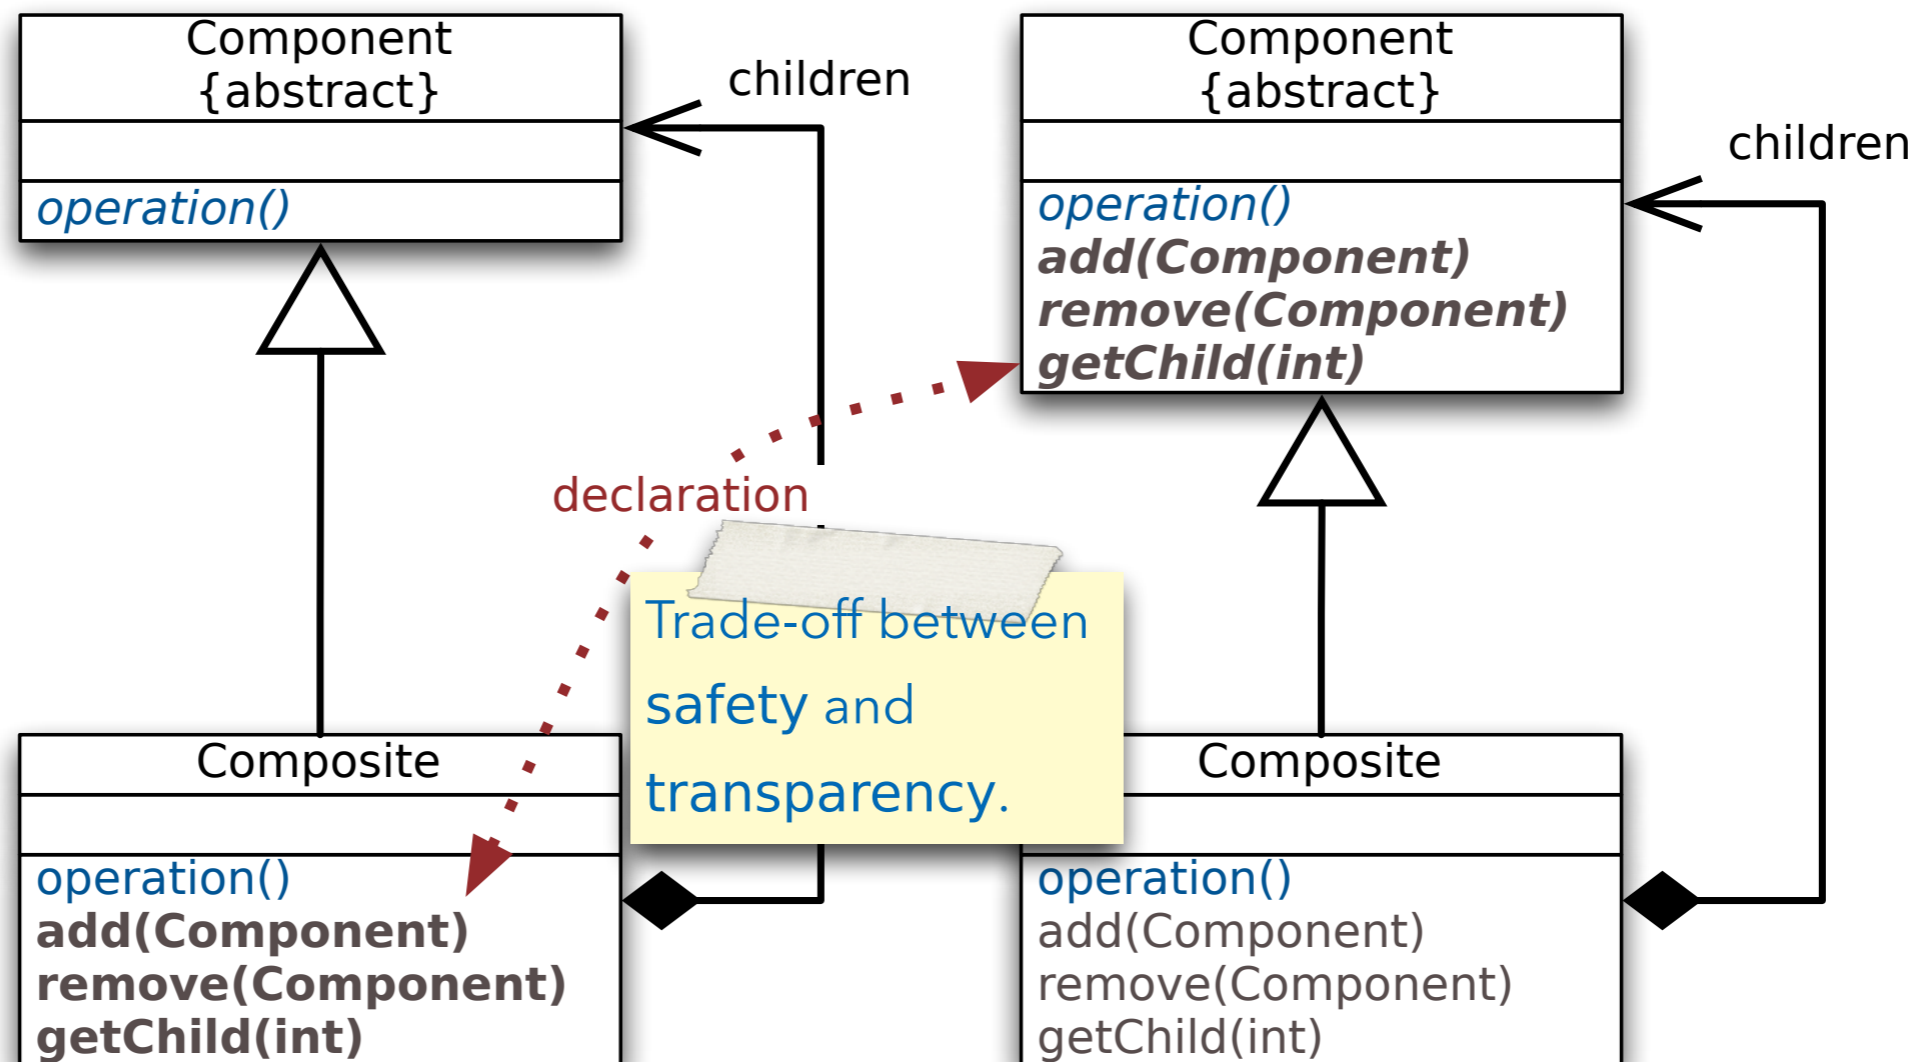 Component
{abstract}
operation()
children
Component
{abstract}
operation()
add(Component)
remove(Component)
getChild(int)
children
declaration
Trade-off between
safety and
transparency.
Composite
operation()
add(Component)
remove(Component)
getChild(int)
Composite
operation()
add(Component)
remove(Component)
getChild(int)